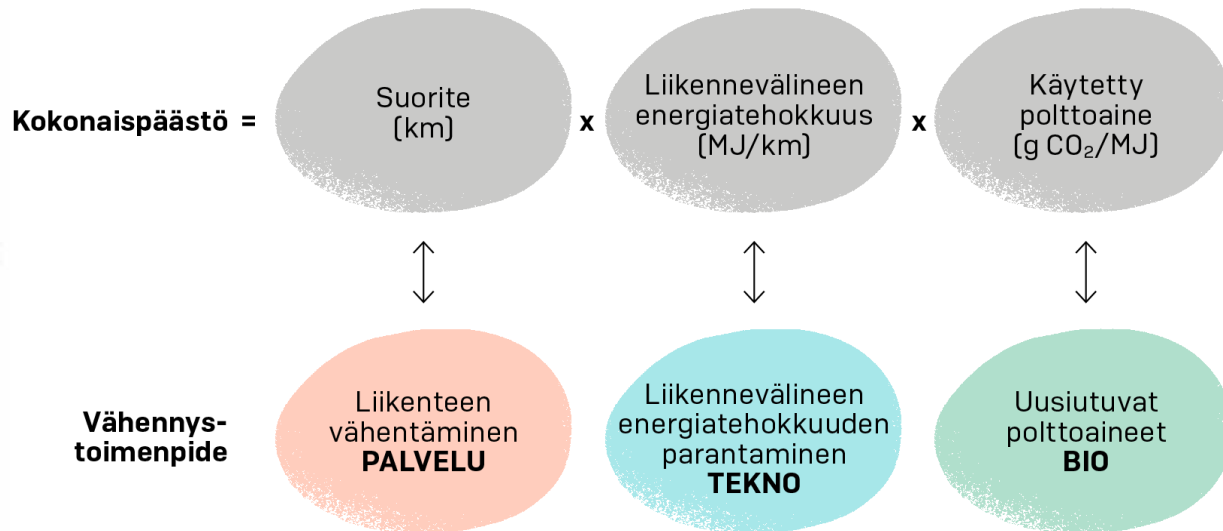 Kokonaispäästö =
Suorite
(km)
x
Liikennevälineen
energiatehokkuus
(MJ/km)
x
Käytetty
polttoaine
(g CO₂/MJ)
Vähennys-
toimenpide
Liikenteen
vähentäminen
PALVELU
Liikennevälineen
energiatehokkuuden
parantaminen
TEKNO
Uusiutuvat
polttoaineet
BIO